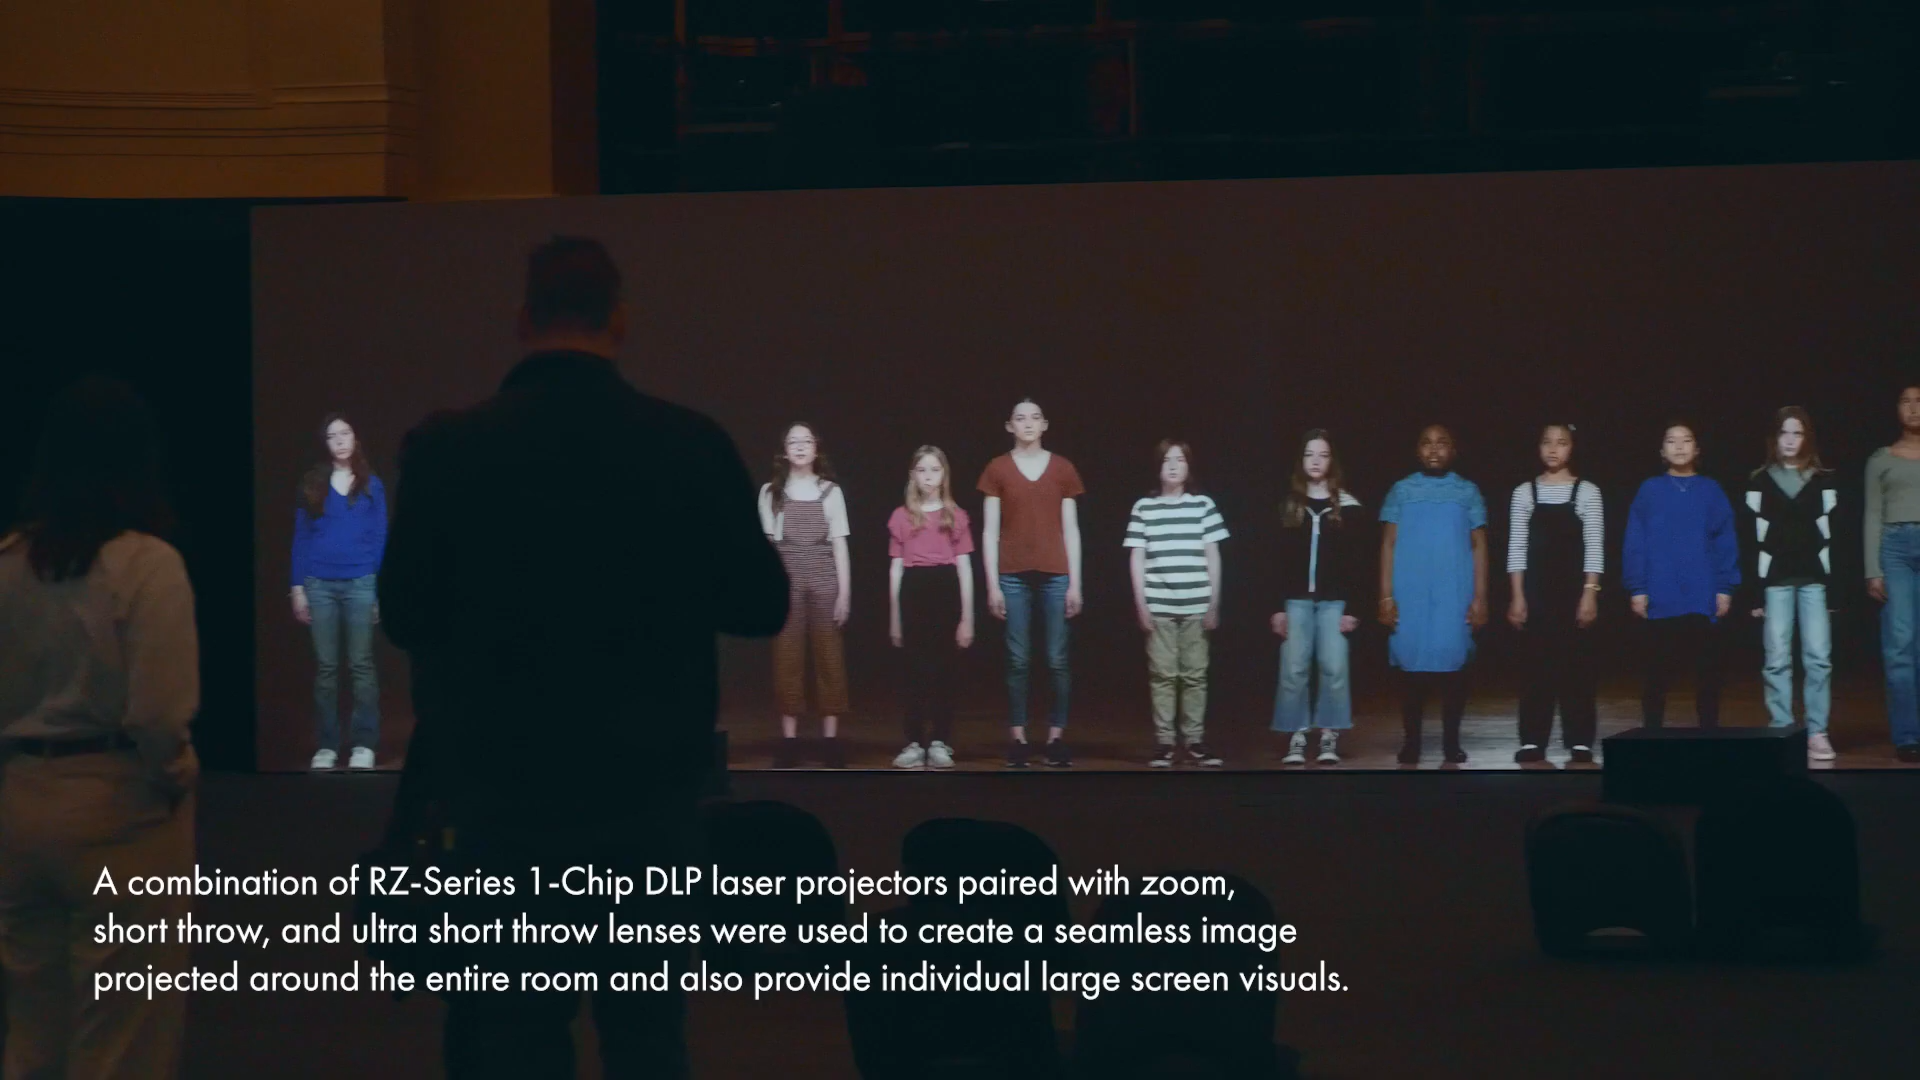 A combination of RZ-Series 1-Chip DLP laser projectors paired with zoom,
short throw, and ultra short throw lenses were used to create a seamless image
projected around the entire room and also provide individual large screen visuals.